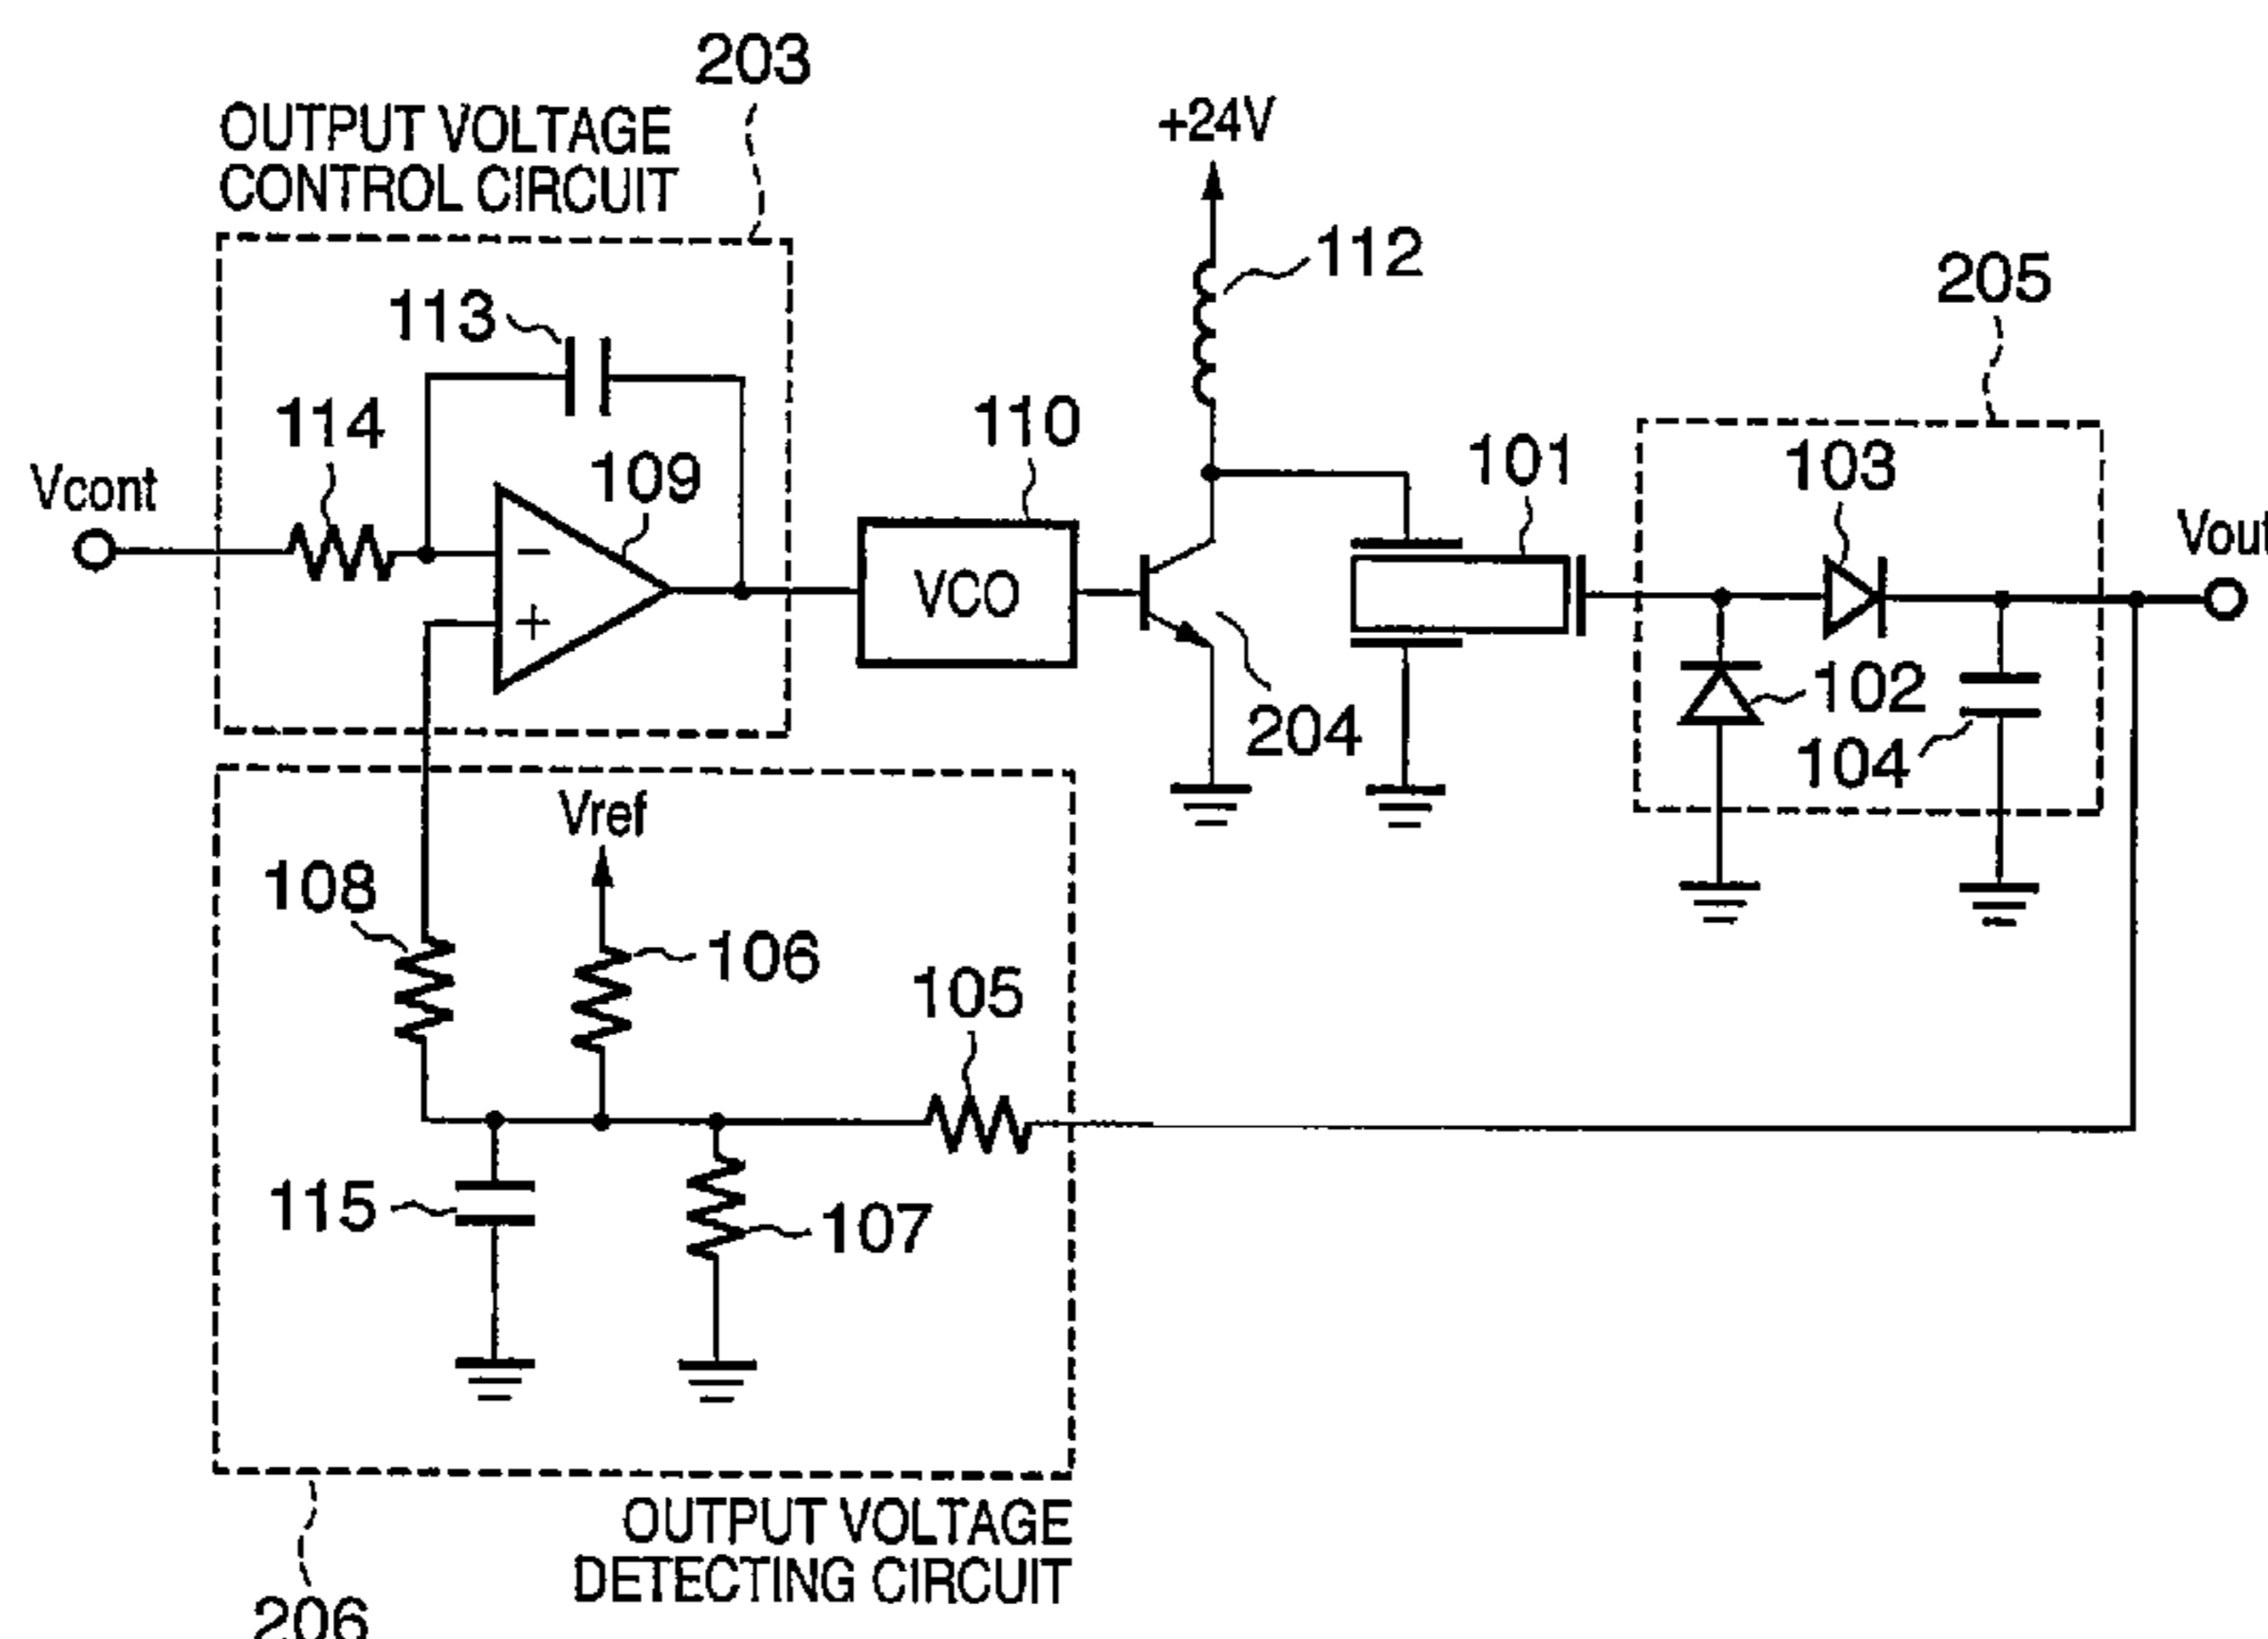 203
OUTPUT VOLTAGE
CONTROL CIRCUIT
+24V
112
205
113
114
110
101
103
109
Vcont
Vout
−
VCO
+
102
204
104
Vref
108
106
105
115
107
OUTPUT VOLTAGE
DETECTING CIRCUIT
206